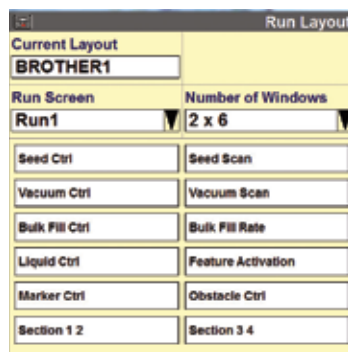 Run Layout
Current Layout
BROTHER1
Run Screen Number of Windows
Run1 2 x 6
Seed Ctrl Seed Scan
Vacuum Ctrl Vacuum Scan
Bulk Fill Ctrl Bulk Fill Rate
Liquid Ctrl Feature Activation
Marker Ctrl Obstacle Ctrl
Section 1 2 Section 3 4